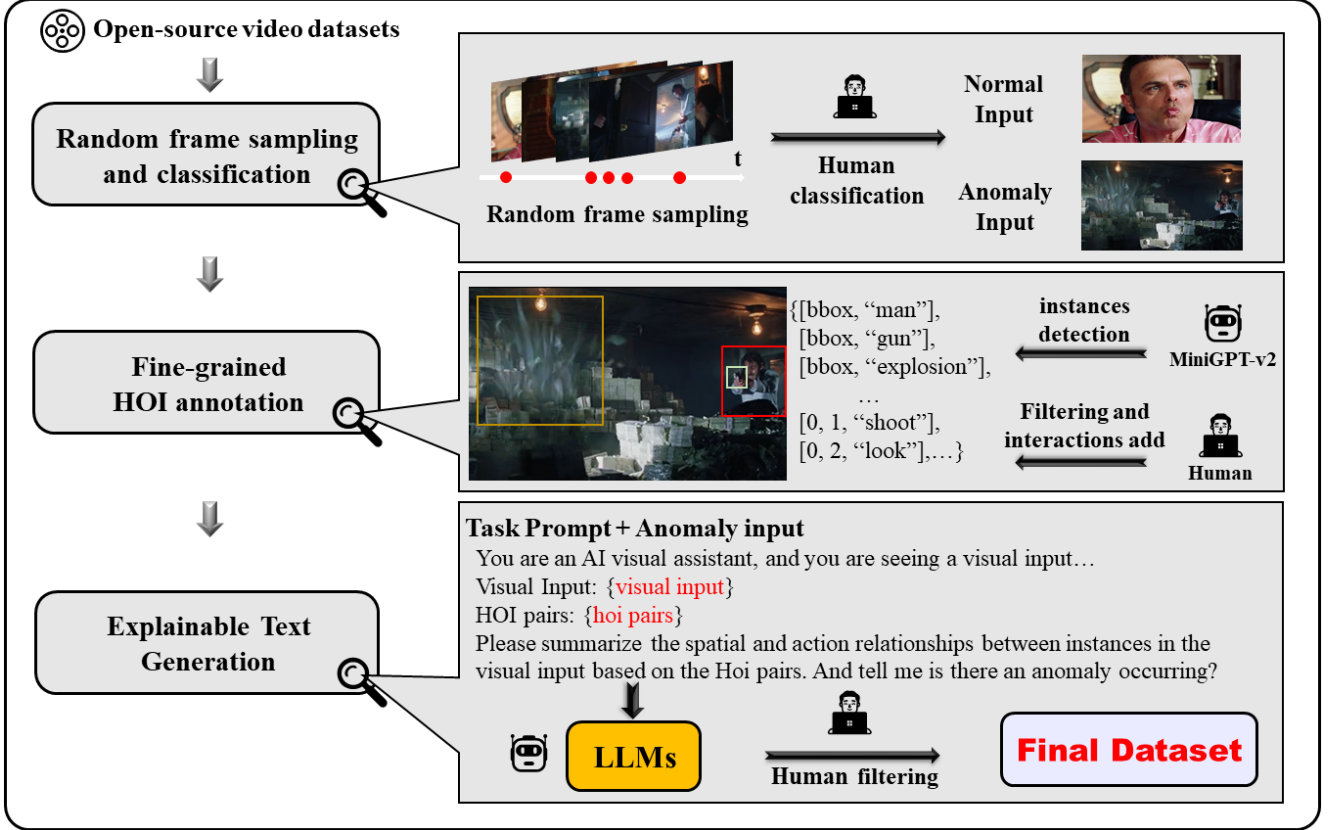 Open-source video datasets
Random frame sampling
and classification
t
Random frame sampling
Human
classification
Normal
Input
Anomaly
Input
Fine-grained
HOI annotation
{[bbox, “man”],
[bbox, “gun”],
[bbox, “explosion”],
…
[0, 1, “shoot”],
[0, 2, “look”],…}
instances
detection
MiniGPT-v2
Filtering and
interactions add
Human
Explainable Text
Generation
Task Prompt + Anomaly input
You are an AI visual assistant, and you are seeing a visual input…
Visual Input: {visual input}
HOI pairs: {hoi pairs}
Please summarize the spatial and action relationships between instances in the
visual input based on the Hoi pairs. And tell me is there an anomaly occurring?
LLMs
Human filtering
Final Dataset